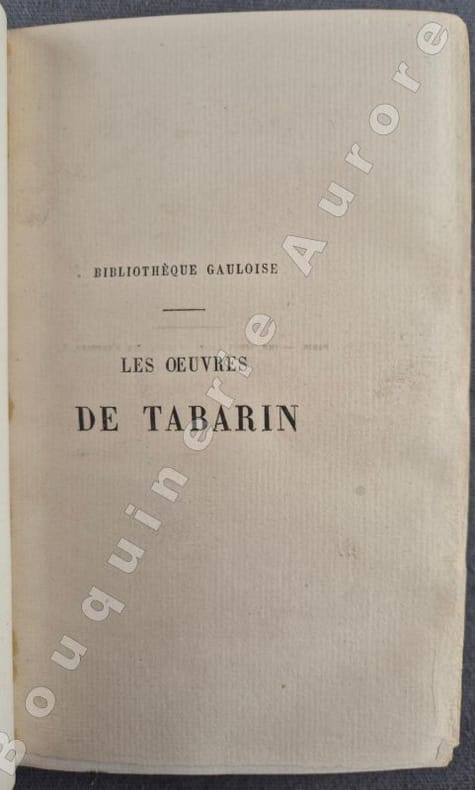 BIBLIOTHÈQUE GAULOISE
LES OEUVRES
DE TABARIN
Bouquinerie Aurore